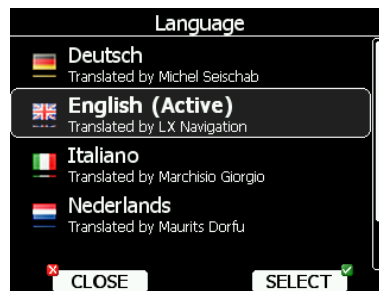 Language
Deutsch
Translated by Michel Seischab
English (Active)
Translated by LX Navigation
Italiano
Translated by Marchisio Giorgio
Nederlands
Translated by Maurits Dorfu
CLOSE SELECT